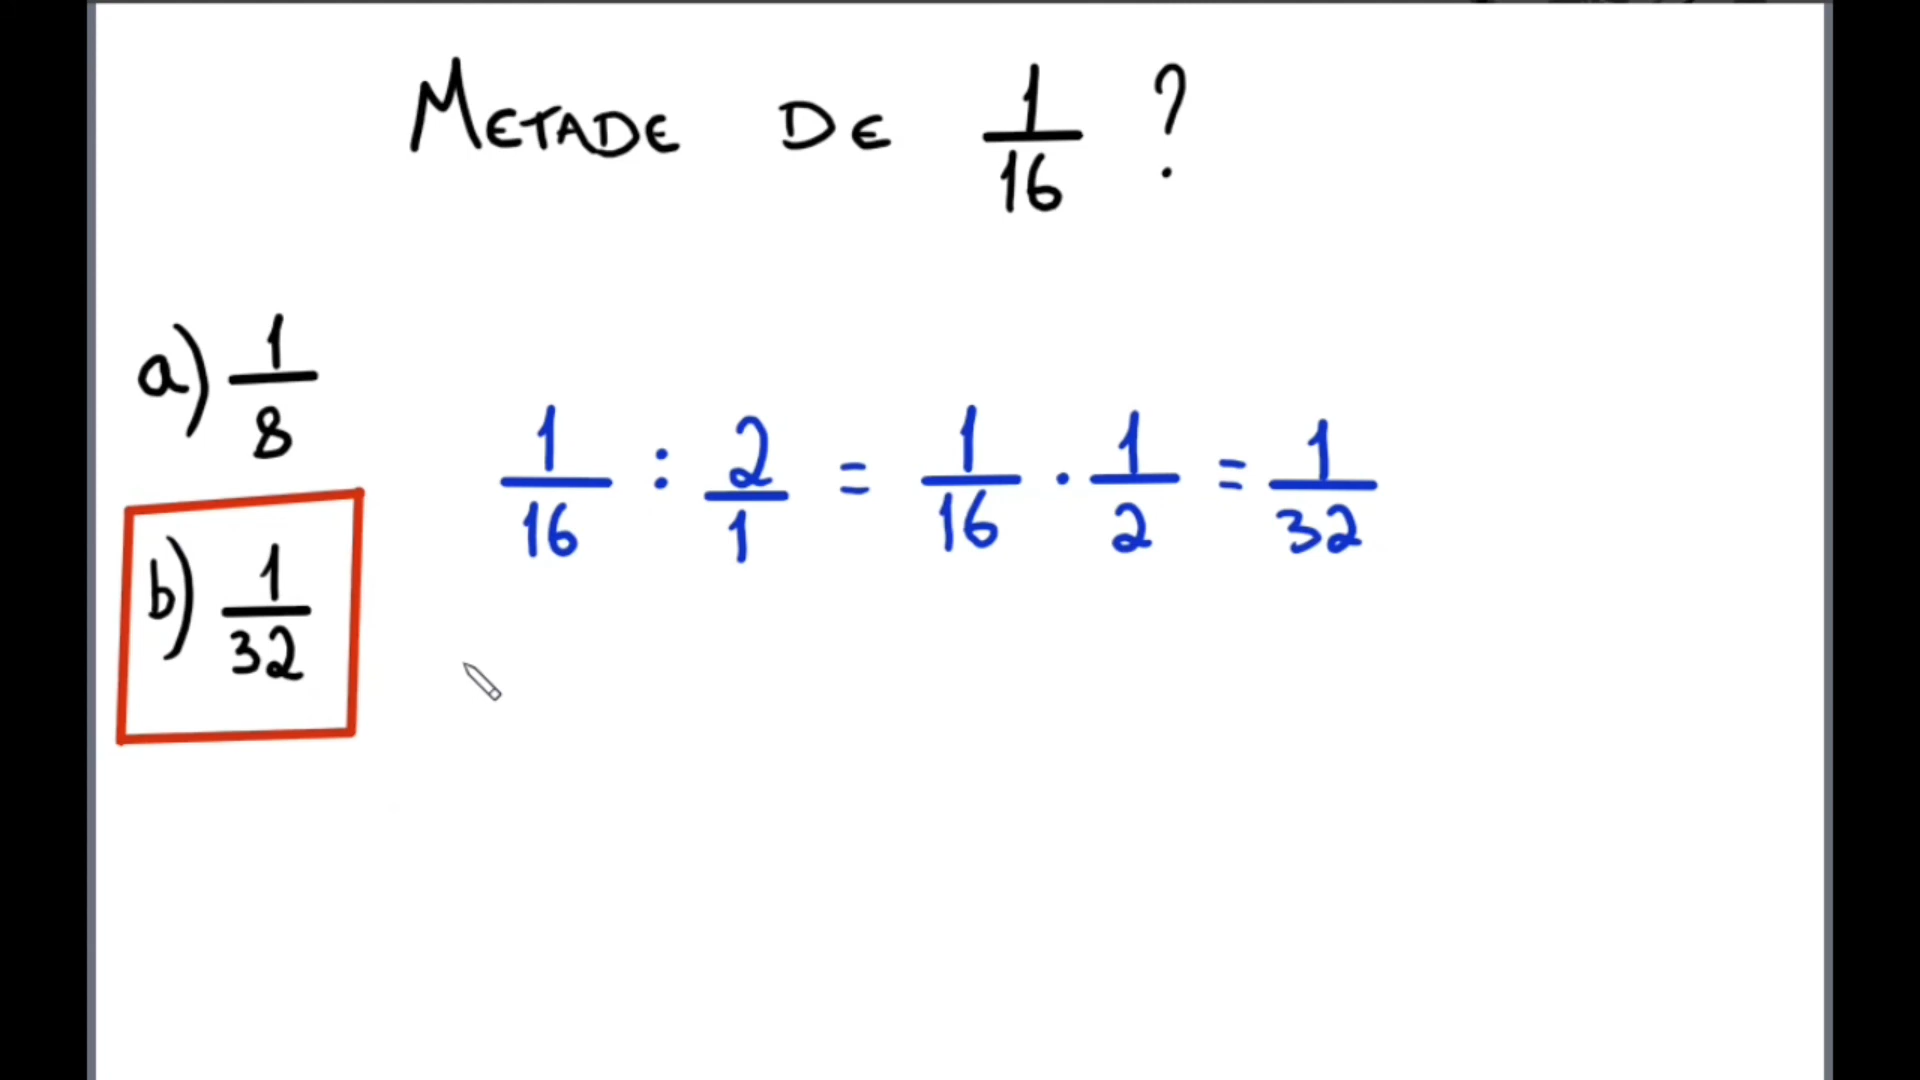 METADE DE 1/16 ?
a) 1/8
1/16 : 2/1 = 1/16 · 1/2 = 1/32
b) 1/32